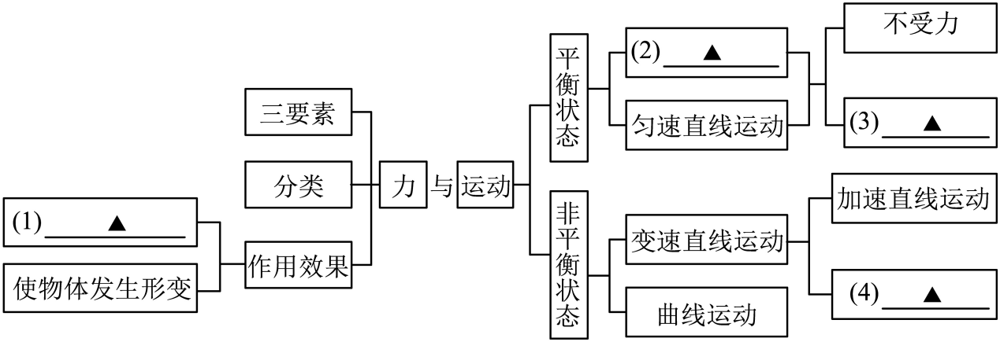 三要素
分类
(1) ▲
使物体发生形变
作用效果
力
与
运动
平衡状态
(2) ▲
匀速直线运动
不受力
(3) ▲
非平衡状态
变速直线运动
曲线运动
加速直线运动
(4) ▲